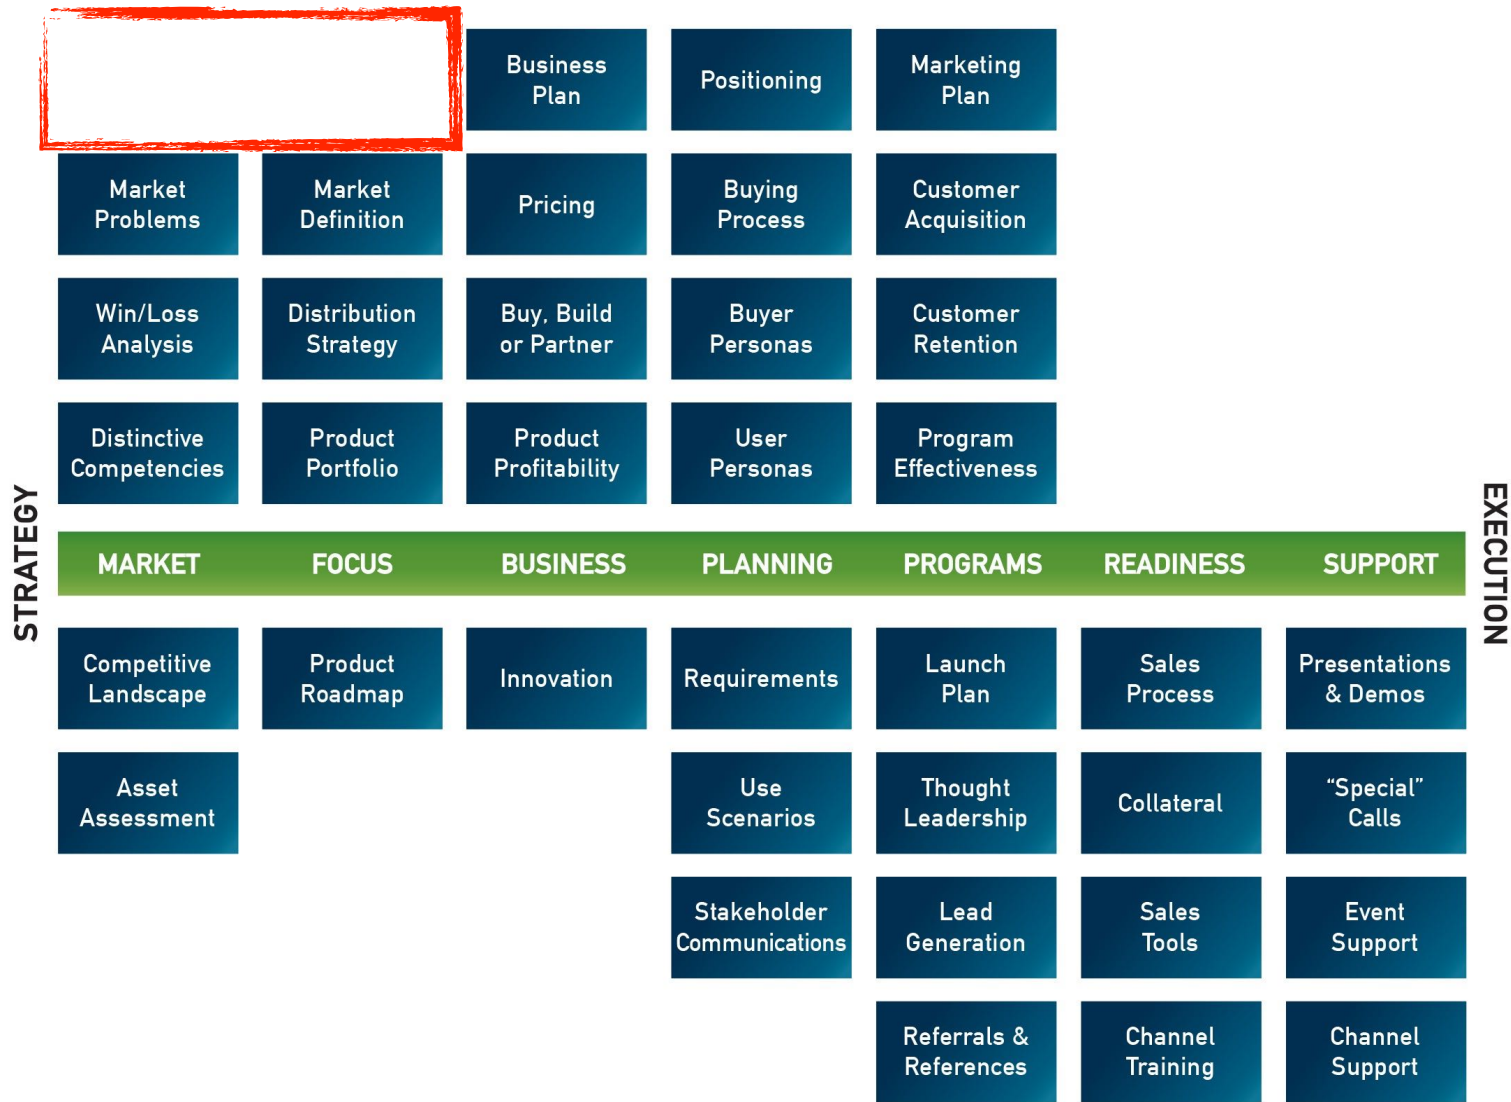 Business
Plan
Positioning
Marketing
Plan
Market
Problems
Market
Definition
Pricing
Buying
Process
Customer
Acquisition
Win/Loss
Analysis
Distribution
Strategy
Buy, Build
or Partner
Buyer
Personas
Customer
Retention
Distinctive
Competencies
Product
Portfolio
Product
Profitability
User
Personas
Program
Effectiveness
STRATEGY
MARKET
FOCUS
BUSINESS
PLANNING
PROGRAMS
READINESS
SUPPORT
EXECUTION
Competitive
Landscape
Product
Roadmap
Innovation
Requirements
Launch
Plan
Sales
Process
Presentations
& Demos
Asset
Assessment
Use
Scenarios
Thought
Leadership
Collateral
“Special”
Calls
Stakeholder
Communications
Lead
Generation
Sales
Tools
Event
Support
Referrals &
References
Channel
Training
Channel
Support